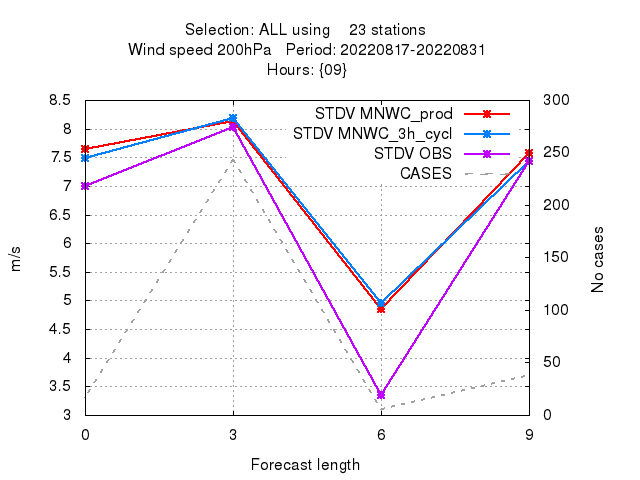 Selection: ALL using    23 stations
Wind speed 200hPa   Period: 20220817-20220831
Hours: {09}
STDV MNWC_prod
STDV MNWC_3h_cycl
STDV OBS
CASES
8.5
8
7.5
7
6.5
6
5.5
5
4.5
4
3.5
3
m/s
300
250
200
150
100
50
0
No cases
0 3 6 9
Forecast length